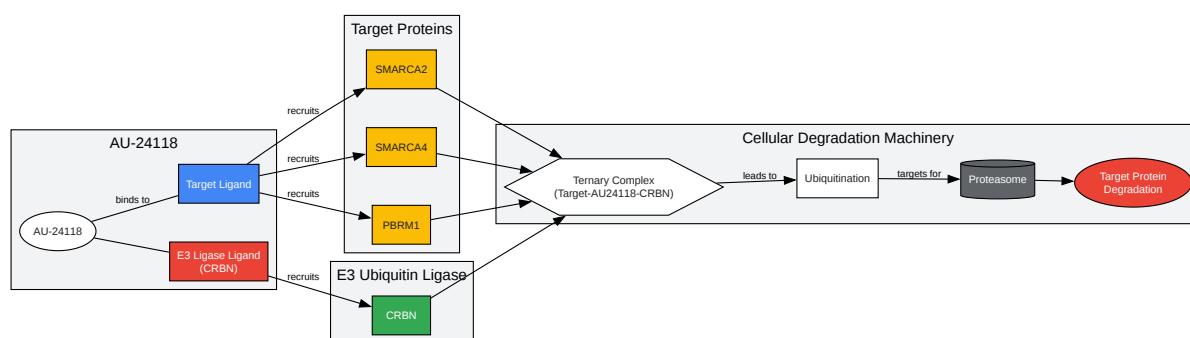 AU-24118
AU-24118
binds to
Target Ligand
E3 Ligase Ligand
(CRBN)
recruits
recruits
recruits
recruits
Target Proteins
SMARCA2
SMARCA4
PBRM1
E3 Ubiquitin Ligase
CRBN
Cellular Degradation Machinery
Ternary Complex
(Target-AU24118-CRBN)
leads to
Ubiquitination
targets for
Proteasome
Target Protein
Degradation